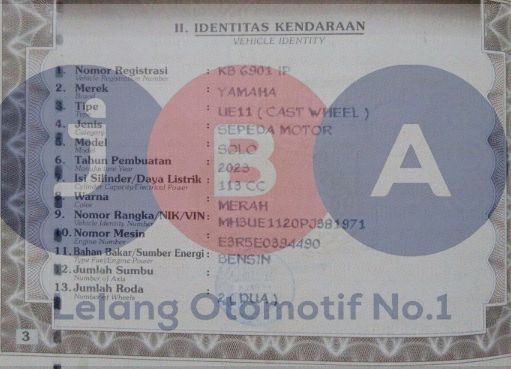 II. IDENTITAS KENDARAAN
VEHICLE IDENTITY
1. Nomor Registrasi : KB 6901 IP
Vehicle Registration Number
2. Merek : YAMAHA
Brand
3. Tipe : UE11 ( CAST WHEEL )
Type
4. Jenis : SEPEDA MOTOR
Category
5. Model : SOLO
Model
6. Tahun Pembuatan : 2023
Manufacture Year
7. Isi Silinder/Daya Listrik : 113 CC
Cylinder Capacity/Electrical Power
8. Warna : MERAH
Color
9. Nomor Rangka/NIK/VIN : MH3UE1120PJ381971
Vehicle Identity Number
10. Nomor Mesin : E3R5E0394490
Engine Number
11. Bahan Bakar/Sumber Energi : BENSIN
Type Fuel/Engine Power
12. Jumlah Sumbu :
Number of Axis
13. Jumlah Roda : 2 ( DUA )
Number of Wheels
3
I B A
Lelang Otomotif No.1